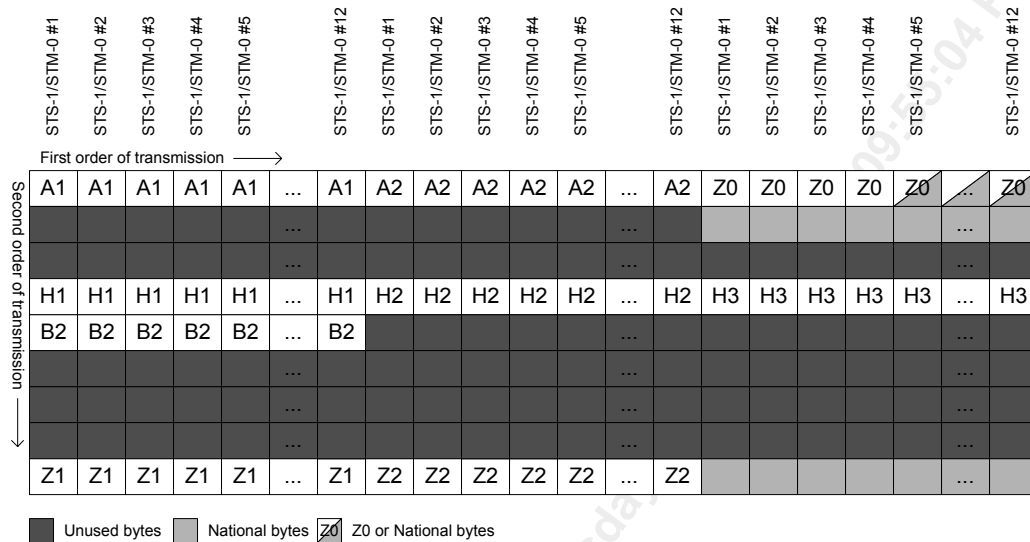 STS-1/STM-0 #1 STS-1/STM-0 #2 STS-1/STM-0 #3 STS-1/STM-0 #4 STS-1/STM-0 #5 STS-1/STM-0 #12 STS-1/STM-0 #1 STS-1/STM-0 #2 STS-1/STM-0 #3 STS-1/STM-0 #4 STS-1/STM-0 #5 STS-1/STM-0 #12 STS-1/STM-0 #1 STS-1/STM-0 #2 STS-1/STM-0 #3 STS-1/STM-0 #4 STS-1/STM-0 #5 STS-1/STM-0 #12
09:55:04
First order of transmission
Second order of transmission
A1 A1 A1 A1 A1 ... A1 A2 A2 A2 A2 A2 ... A2 Z0 Z0 Z0 Z0 Z0 ... Z0
... ... ...
... ... ...
H1 H1 H1 H1 H1 ... H1 H2 H2 H2 H2 H2 ... H2 H3 H3 H3 H3 H3 ... H3
B2 B2 B2 B2 B2 ... B2 ... ...
... ... ...
... ... ...
... ... ...
Z1 Z1 Z1 Z1 Z1 ... Z1 Z2 Z2 Z2 Z2 Z2 ... Z2 ...
Unused bytes National bytes Z0 Z0 or National bytes